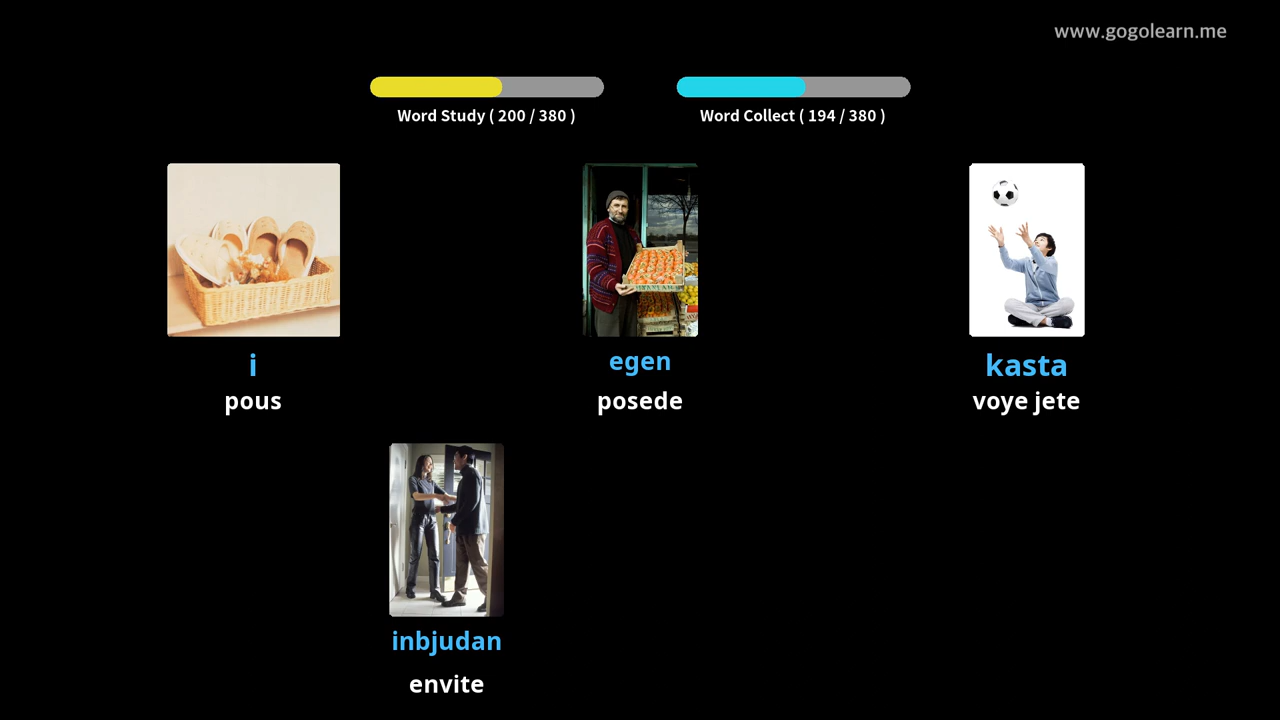 www.gogolearn.me
Word Study ( 200 / 380 )
Word Collect ( 194 / 380 )
i
pous
egen
posede
kasta
voye jete
inbjudan
envite